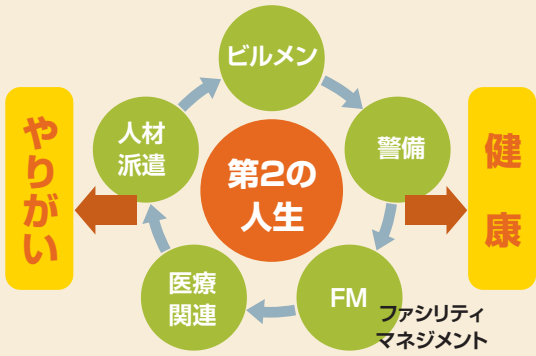 ビルメン
人材
派遣
警備
やりがい
第2の
人生
健康
医療
関連
FM
ファシリティ
マネジメント